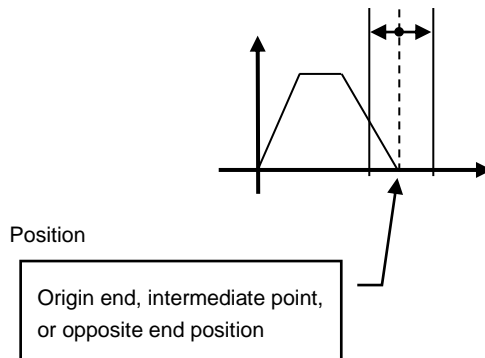 Position
Origin end, intermediate point,
or opposite end position